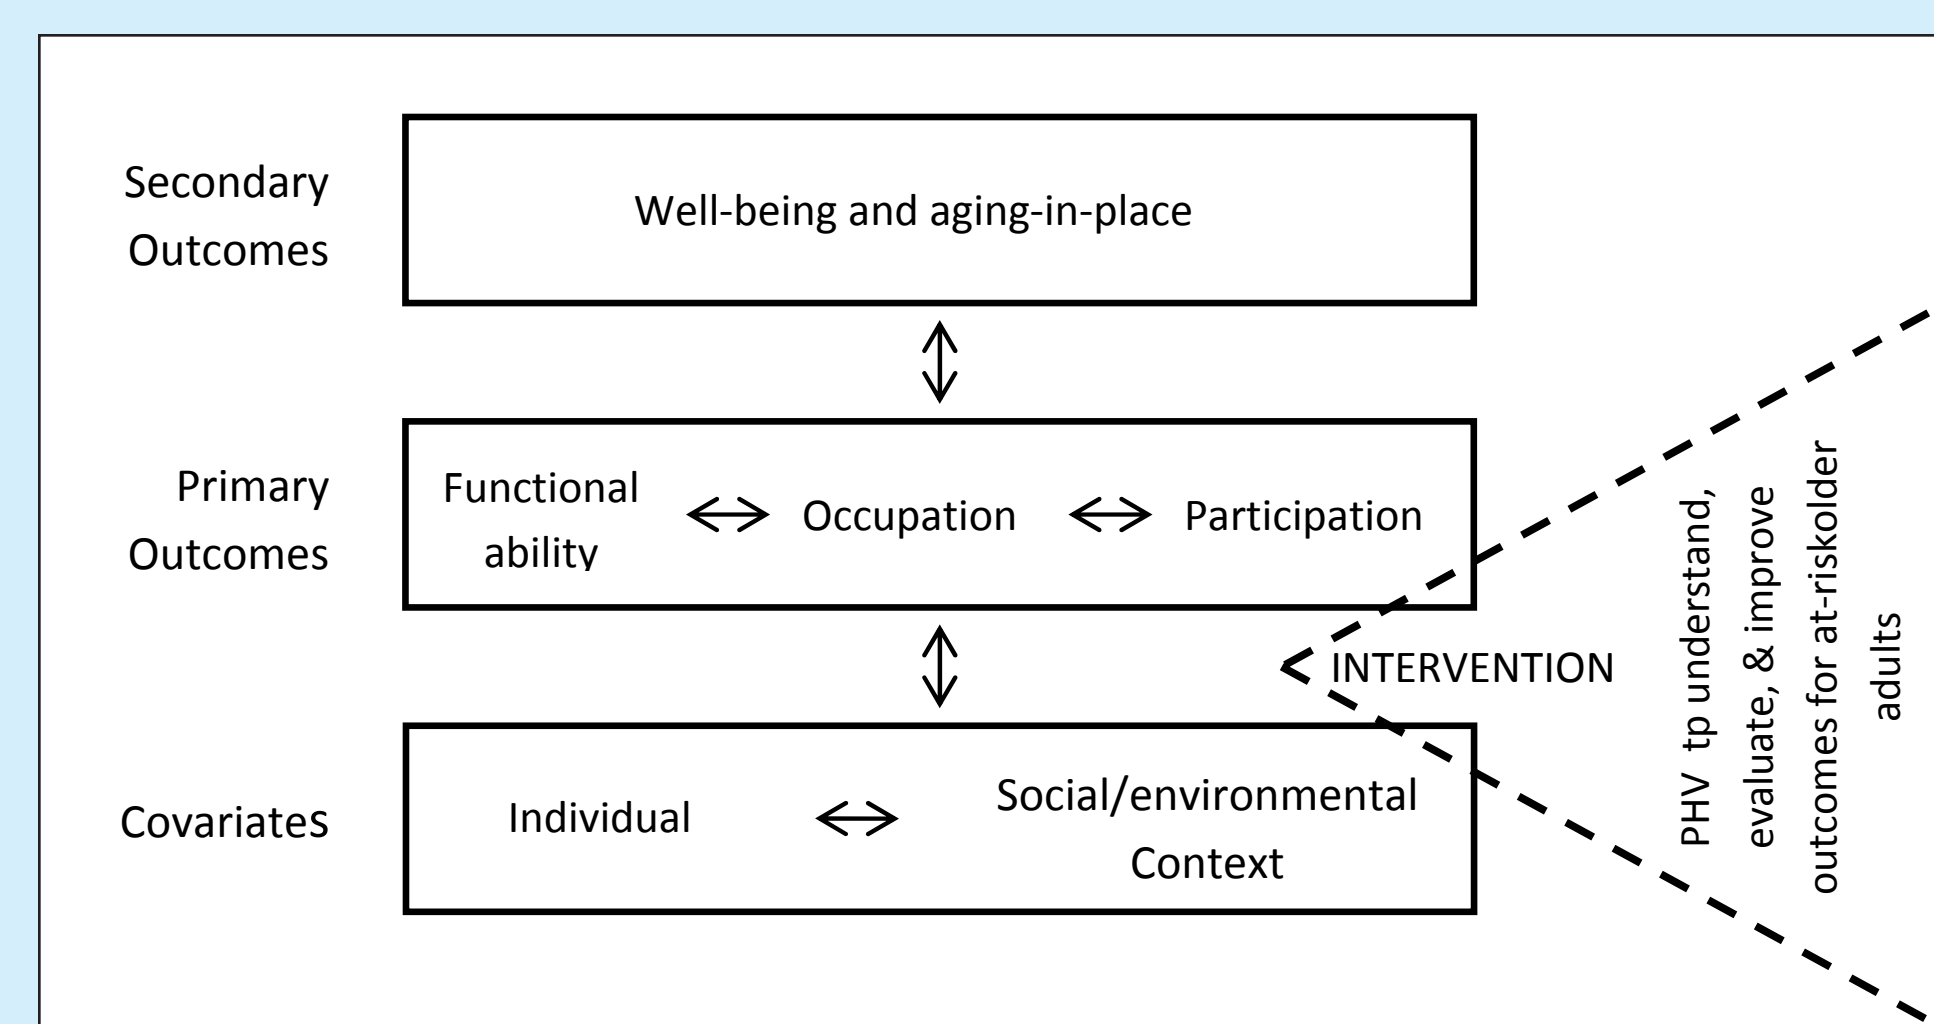 Secondary
Outcomes
Well-being and aging-in-place
Primary
Outcomes
Functional
ability
Occupation
Participation
INTERVENTION
PHV tp understand,
evaluate, & improve
outcomes for at-riskolder
adults
Covariates
Individual
Social/environmental
Context